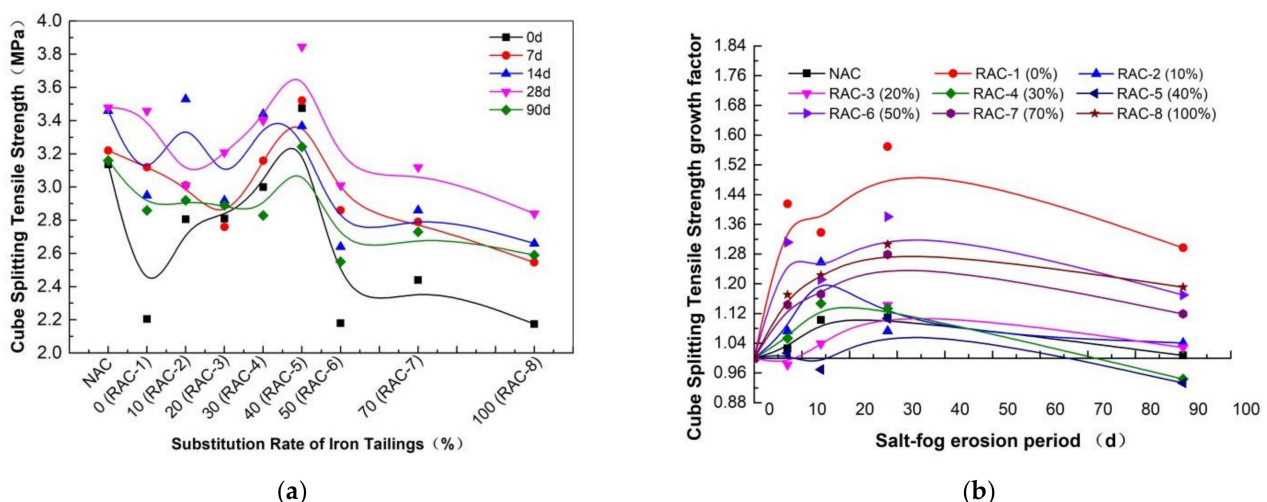 Cube Splitting Tensile Strength（MPa）
4.0
3.8
3.6
3.4
3.2
3.0
2.8
2.6
2.4
2.2
2.0
0d
7d
14d
28d
90d
NAC
0 (RAC-1)
10 (RAC-2)
20 (RAC-3)
30 (RAC-4)
40 (RAC-5)
50 (RAC-6)
70 (RAC-7)
100 (RAC-8)
Substitution Rate of Iron Tailings（%）
(a)
Cube Splitting Tensile Strength growth factor
1.84
1.76
1.68
1.60
1.52
1.44
1.36
1.28
1.20
1.12
1.04
0.96
0.88
NAC RAC-1 (0%) RAC-2 (10%)
RAC-3 (20%) RAC-4 (30%) RAC-5 (40%)
RAC-6 (50%) RAC-7 (70%) RAC-8 (100%)
0 10 20 30 40 50 60 70 80 90 100
Salt-fog erosion period（d）
(b)